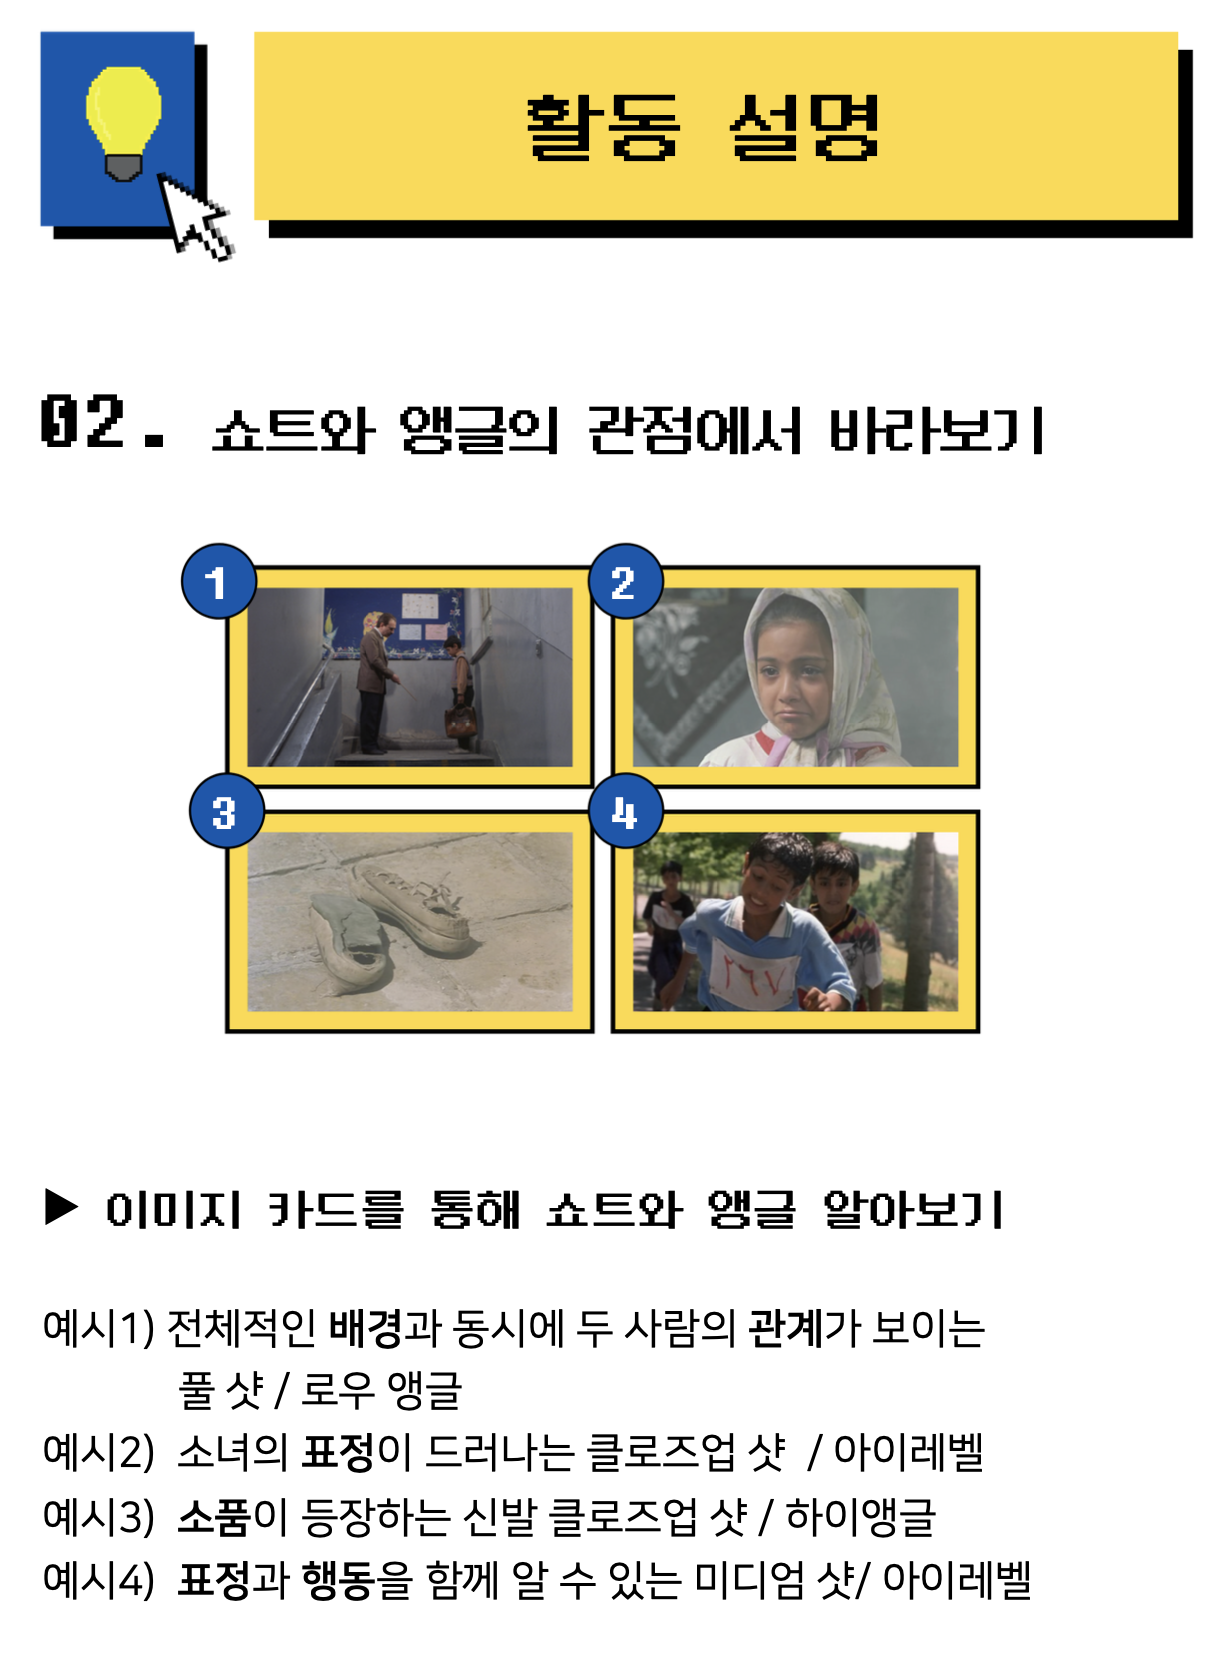 활동 설명
02. 쇼트와 앵글의 관점에서 바라보기
1
2
3
4
۲۶۷
▶ 이미지 카드를 통해 쇼트와 앵글 알아보기
예시1) 전체적인 배경과 동시에 두 사람의 관계가 보이는
풀 샷 / 로우 앵글
예시2) 소녀의 표정이 드러나는 클로즈업 샷 / 아이레벨
예시3) 소품이 등장하는 신발 클로즈업 샷 / 하이앵글
예시4) 표정과 행동을 함께 알 수 있는 미디엄 샷/ 아이레벨